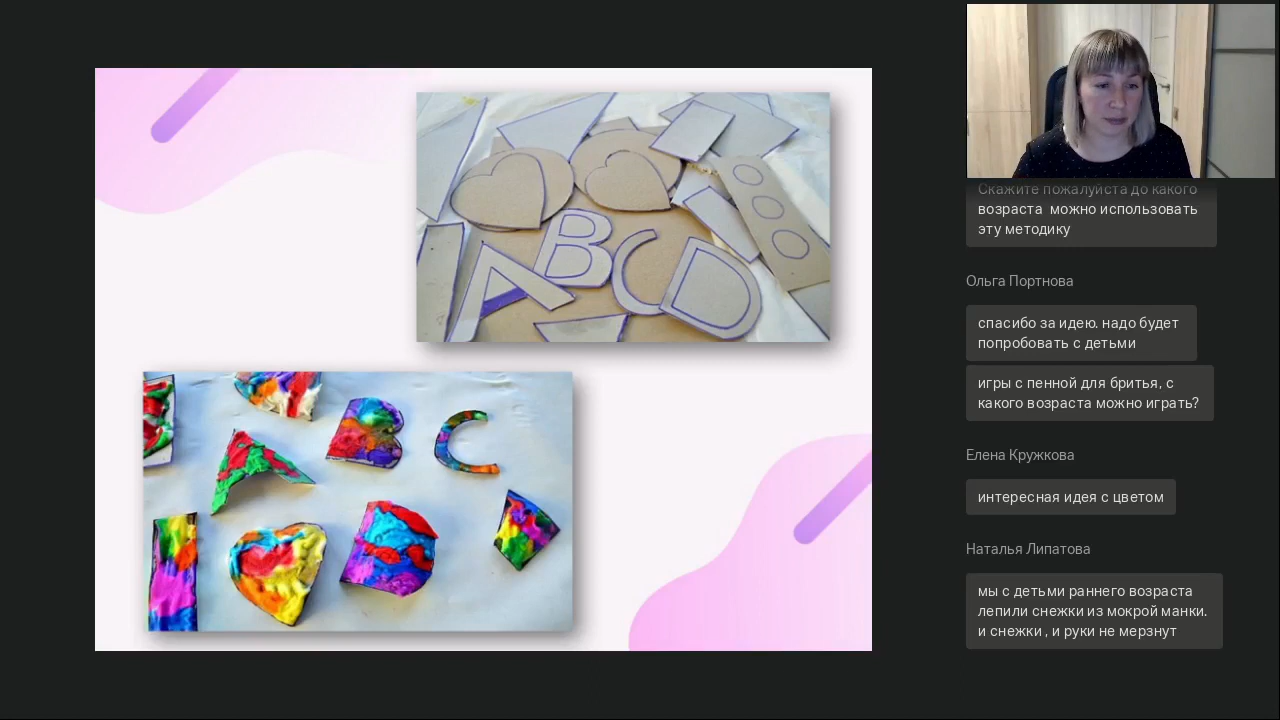 A
B
C
D
B
C
A
Скажите пожалуйста до какого
возраста можно использовать
эту методику
Ольга Портнова
спасибо за идею. надо будет
попробовать с детьми
игры с пенной для бритья, с
какого возраста можно играть?
Елена Кружкова
интересная идея с цветом
Наталья Липатова
мы с детьми раннего возраста
лепили снежки из мокрой манки.
и снежки , и руки не мерзнут